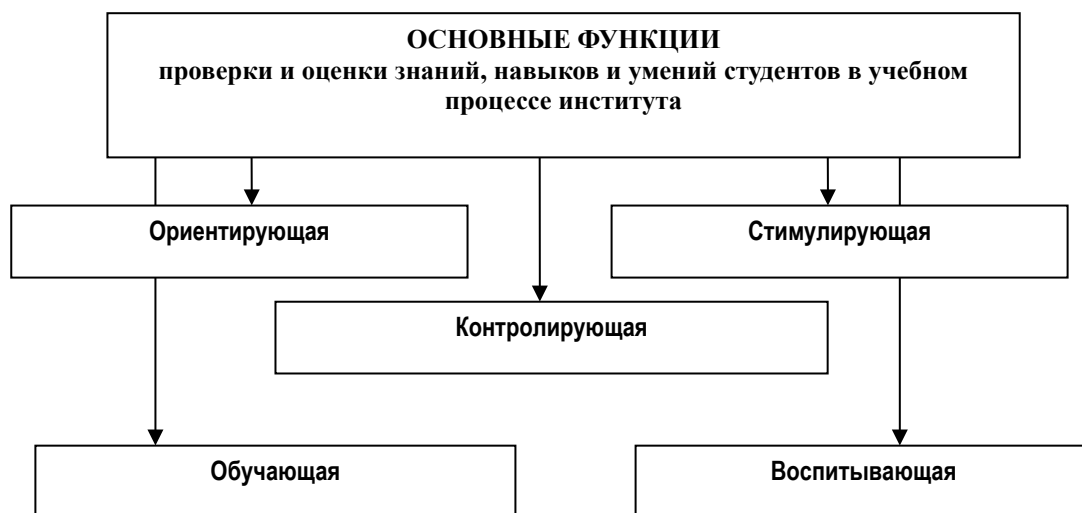 ОСНОВНЫЕ ФУНКЦИИ
проверки и оценки знаний, навыков и умений студентов в учебном
процессе института
Ориентирующая
Стимулирующая
Контролирующая
Обучающая
Воспитывающая